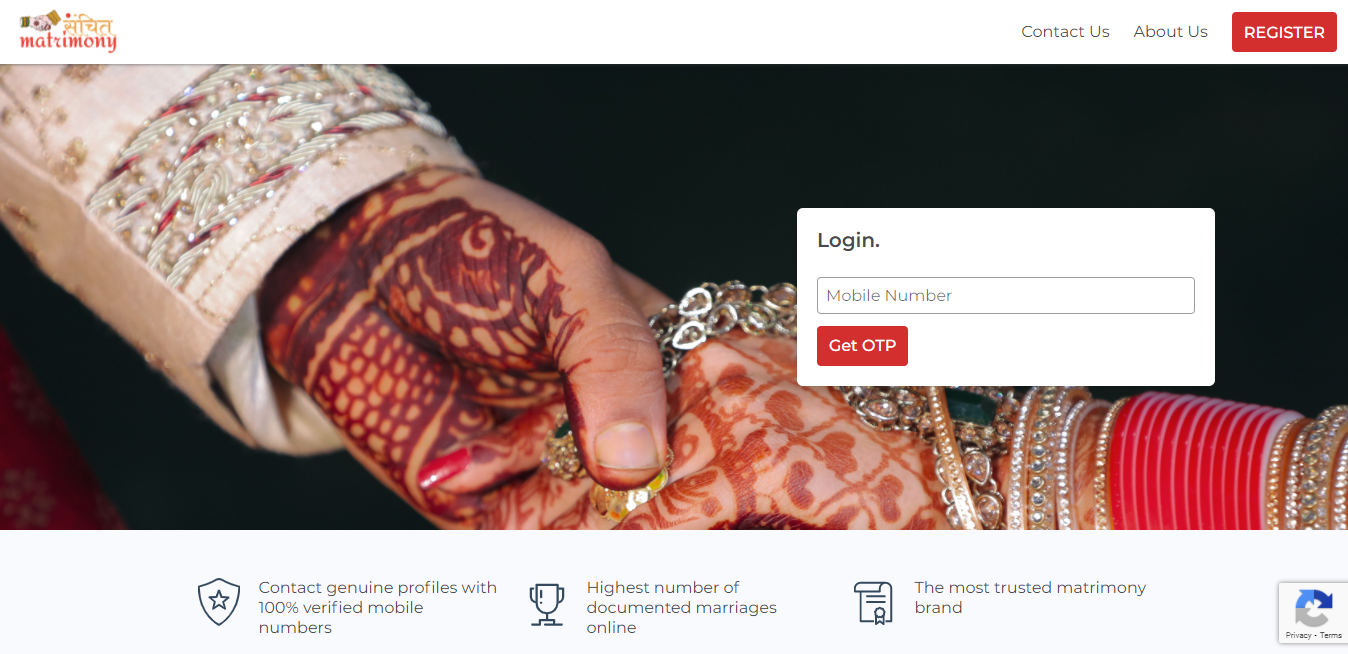 संचित
matrimony
Contact Us
About Us
REGISTER
Login.
Mobile Number
Get OTP
Contact genuine profiles with
100% verified mobile
numbers
Highest number of
documented marriages
online
The most trusted matrimony
brand
Privacy - Terms